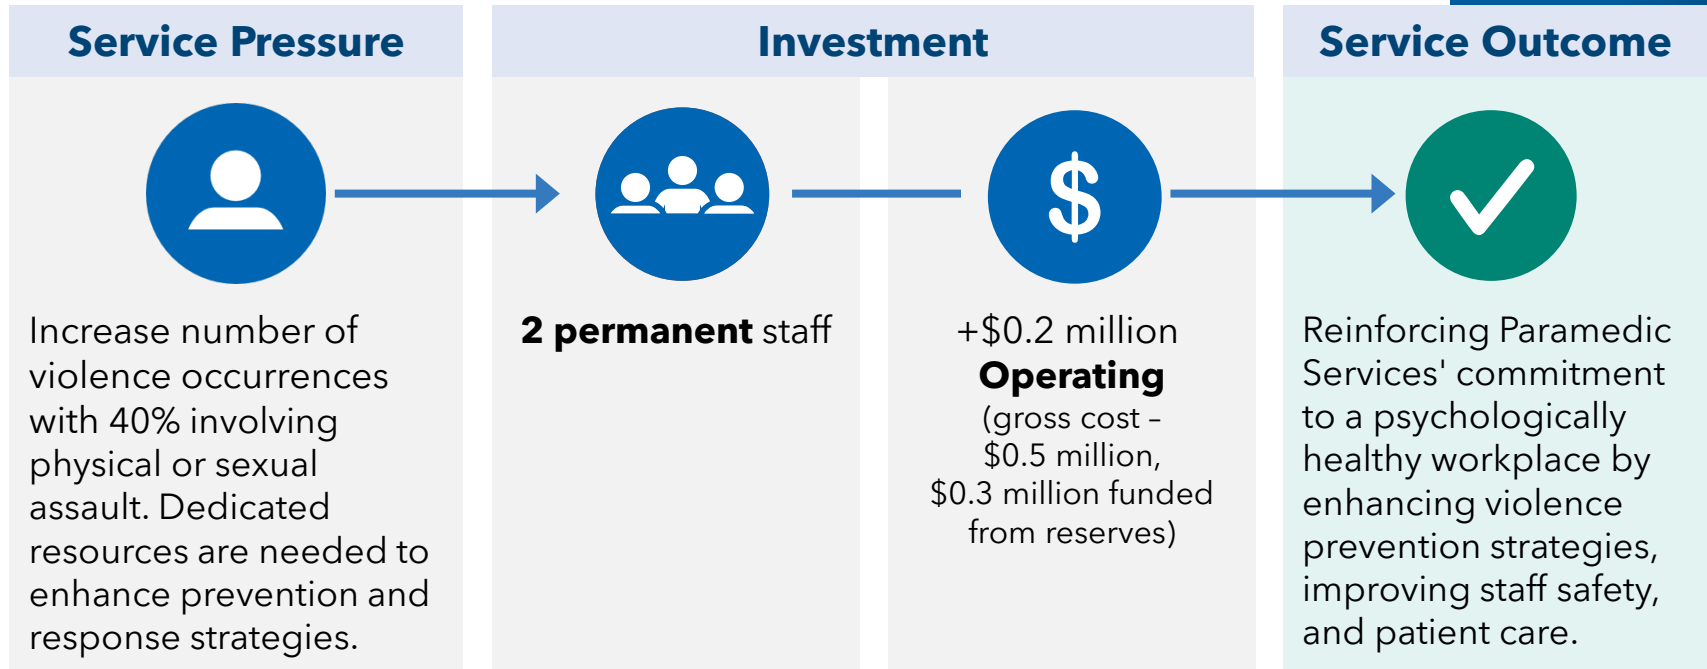 Service Pressure
Investment
Service Outcome
Increase number of
violence occurrences
with 40% involving
physical or sexual
assault. Dedicated
resources are needed to
enhance prevention and
response strategies.
2 permanent staff
$
+$0.2 million
Operating
(gross cost –
$0.5 million,
$0.3 million funded
from reserves)
Reinforcing Paramedic
Services' commitment
to a psychologically
healthy workplace by
enhancing violence
prevention strategies,
improving staff safety,
and patient care.